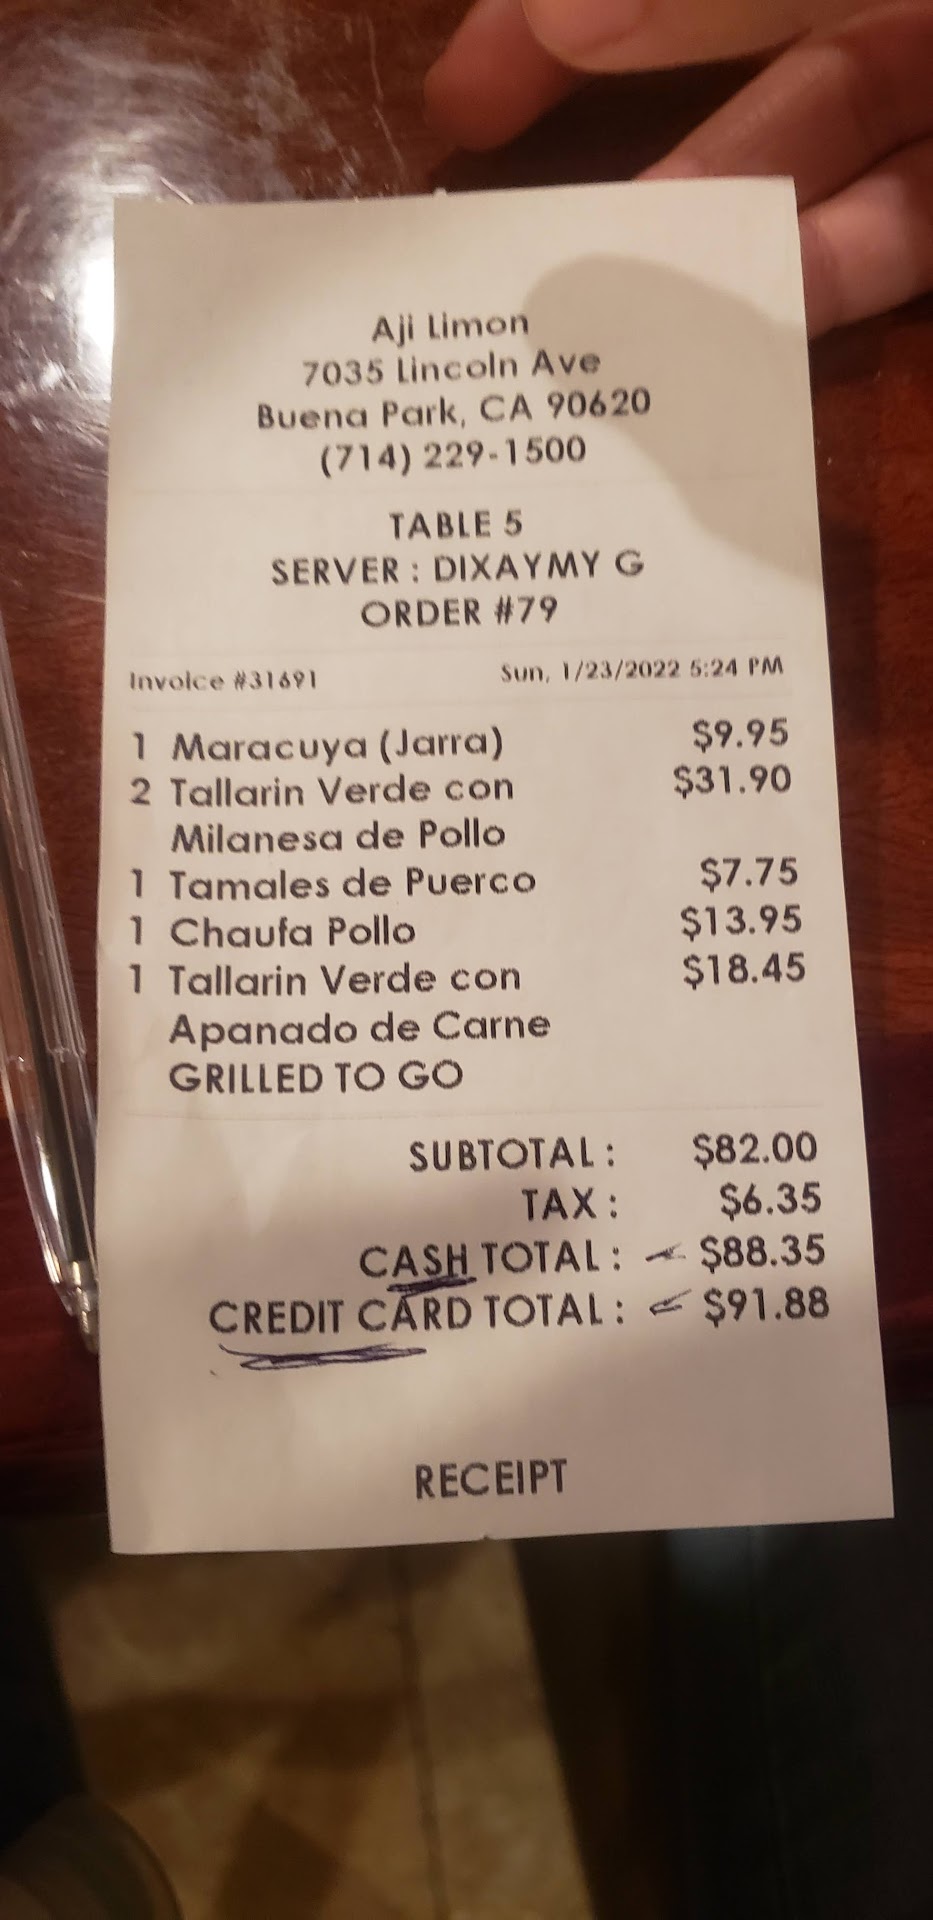 Aji Limon
7035 Lincoln Ave
Buena Park, CA 90620
(714) 229-1500
TABLE 5
SERVER : DIXAYMY G
ORDER #79
Invoice #31691 Sun, 1/23/2022 5:24 PM
1 Maracuya (Jarra) $9.95
2 Tallarin Verde con $31.90
Milanesa de Pollo
1 Tamales de Puerco $7.75
1 Chaufa Pollo $13.95
1 Tallarin Verde con $18.45
Apanado de Carne
GRILLED TO GO
SUBTOTAL : $82.00
TAX : $6.35
CASH TOTAL : $88.35
CREDIT CARD TOTAL : $91.88
RECEIPT